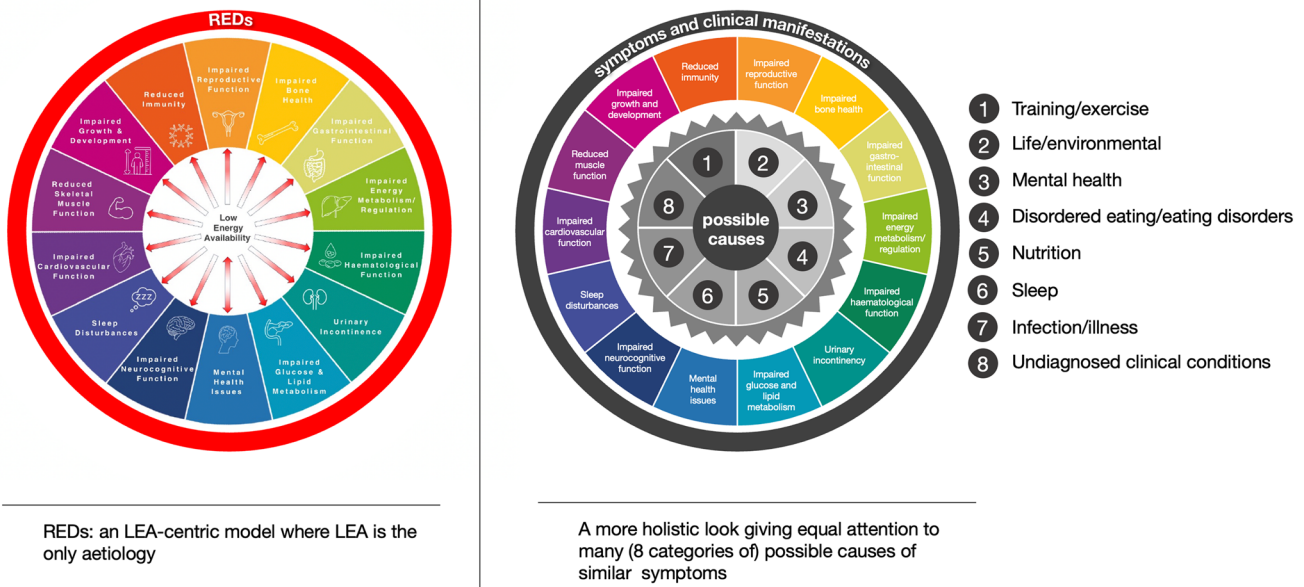 REDs
Impaired
Reproductive
Function
Impaired
Bone
Health
Impaired
Gastrointestinal
Function
Impaired
Energy
Metabolism/
Regulation
Impaired
Haematological
Function
Urinary
Incontinence
Impaired
Glucose &
Lipid
Metabolism
Mental
Health
Issues
Impaired
Neurocognitive
Function
Sleep
Disturbances
ZZZ
Impaired
Cardiovascular
Function
Reduced
Skeletal
Muscle
Function
Impaired
Growth &
Development
Reduced
Immunity
Low
Energy
Availability
REDs: an LEA-centric model where LEA is the
only aetiology
symptoms and clinical manifestations
Reduced
immunity
Impaired
reproductive
function
Impaired
bone health
Impaired
gastro-
intestinal
function
Impaired
energy
metabolism/
regulation
Impaired
haematological
function
Urinary
incontinency
Impaired
glucose and
lipid
metabolism
Mental
health
issues
Impaired
neurocognitive
function
Sleep
disturbances
Impaired
cardiovascular
function
Reduced
muscle
function
Impaired
growth and
development
1
2
3
4
5
6
7
8
possible
causes
1 Training/exercise
2 Life/environmental
3 Mental health
4 Disordered eating/eating disorders
5 Nutrition
6 Sleep
7 Infection/illness
8 Undiagnosed clinical conditions
A more holistic look giving equal attention to
many (8 categories of) possible causes of
similar symptoms